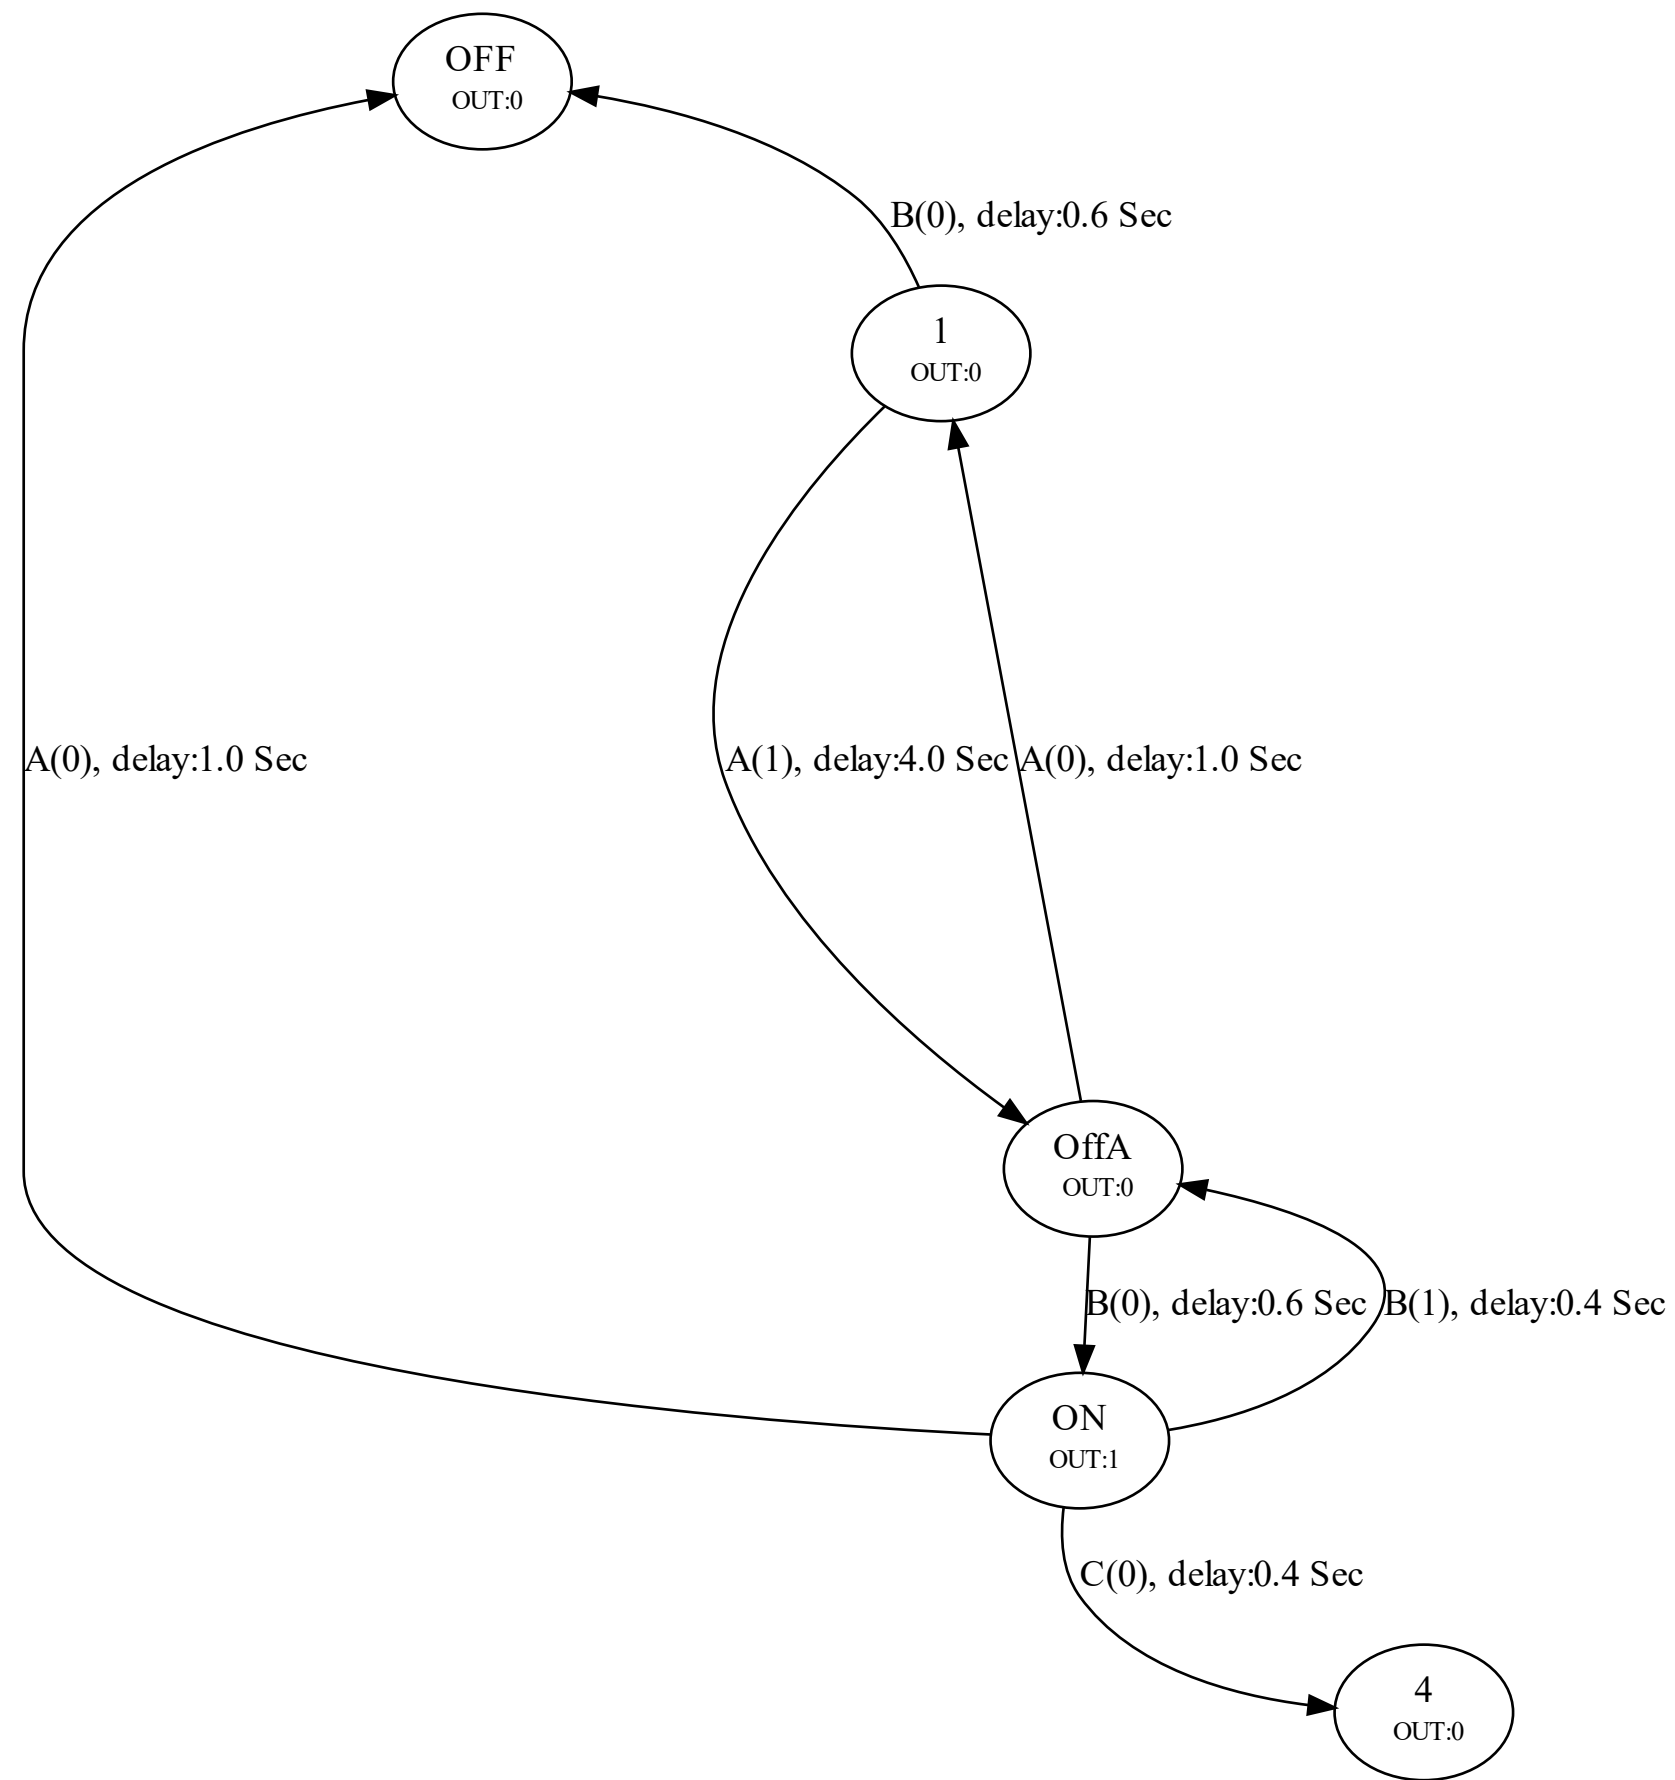 OFF
OUT:0
B(0), delay:0.6 Sec
1
OUT:0
A(0), delay:1.0 Sec
A(1), delay:4.0 Sec
A(0), delay:1.0 Sec
OffA
OUT:0
B(0), delay:0.6 Sec
B(1), delay:0.4 Sec
ON
OUT:1
C(0), delay:0.4 Sec
4
OUT:0